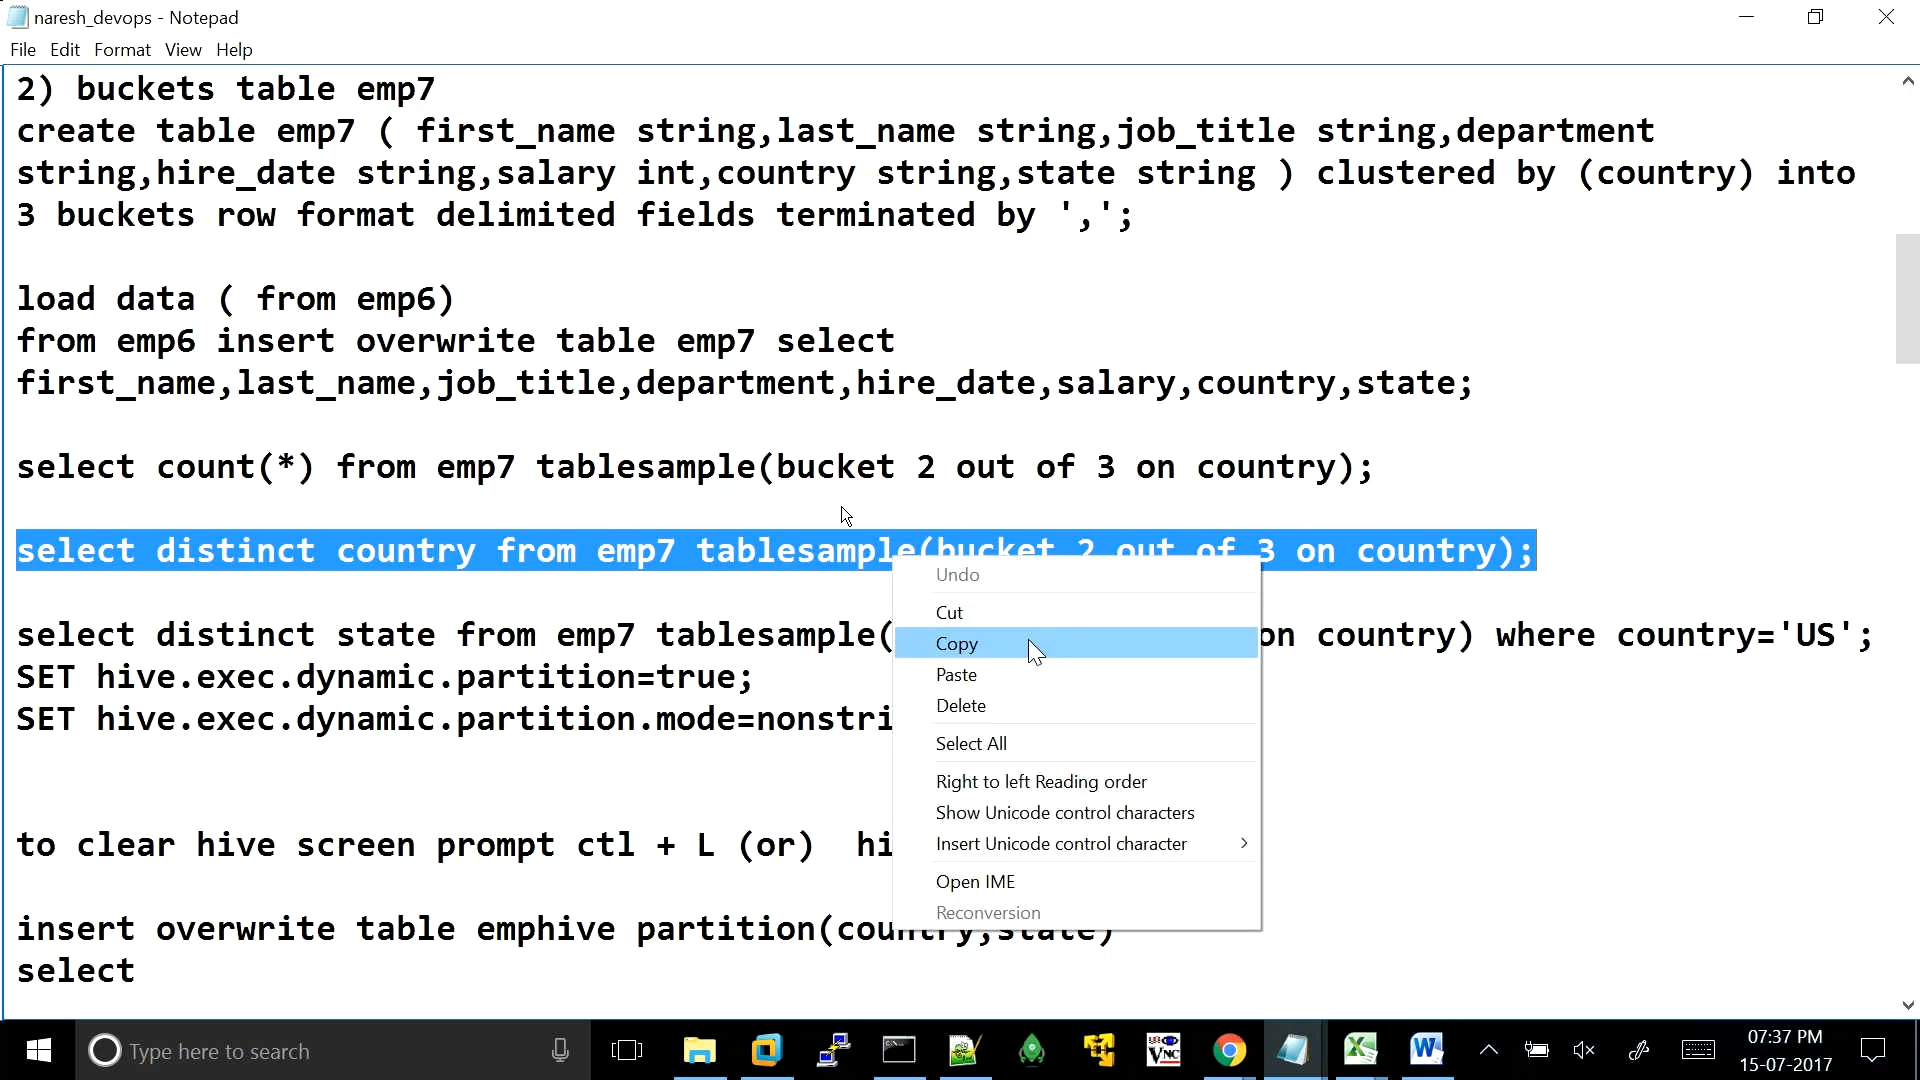 naresh_devops - Notepad
File Edit Format View Help
2) buckets table emp7
create table emp7 ( first_name string,last_name string,job_title string,department
string,hire_date string,salary int,country string,state string ) clustered by (country) into
3 buckets row format delimited fields terminated by ',';
load data ( from emp6)
from emp6 insert overwrite table emp7 select
first_name,last_name,job_title,department,hire_date,salary,country,state;
select count(*) from emp7 tablesample(bucket 2 out of 3 on country);
select distinct country from emp7 tablesample(bucket 2 out of 3 on country);
select distinct state from emp7 tablesample( on country) where country='US';
SET hive.exec.dynamic.partition=true;
SET hive.exec.dynamic.partition.mode=nonstri
to clear hive screen prompt ctl + L (or) hi
insert overwrite table emphive partition(country,state)
select
Undo
Cut
Copy
Paste
Delete
Select All
Right to left Reading order
Show Unicode control characters
Insert Unicode control character
Open IME
Reconversion
Type here to search
VNC
07:37 PM
15-07-2017